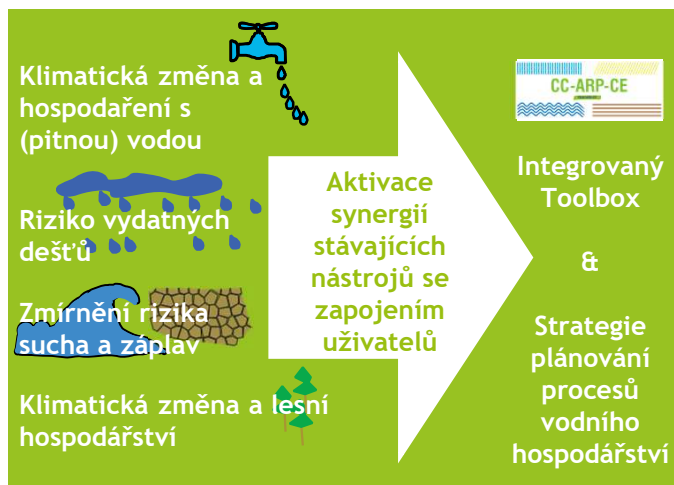 Klimatická změna a
hospodaření s
(pitnou) vodou
Riziko vydatných
dešťů
Zmírnění rizika
sucha a záplav
Klimatická změna a lesní
hospodářství
Aktivace
synergií
stávajících
nástrojů se
zapojením
uživatelů
CC-ARP-CE
Integrovaný
Toolbox
&
Strategie
plánování
procesů
vodního
hospodářství